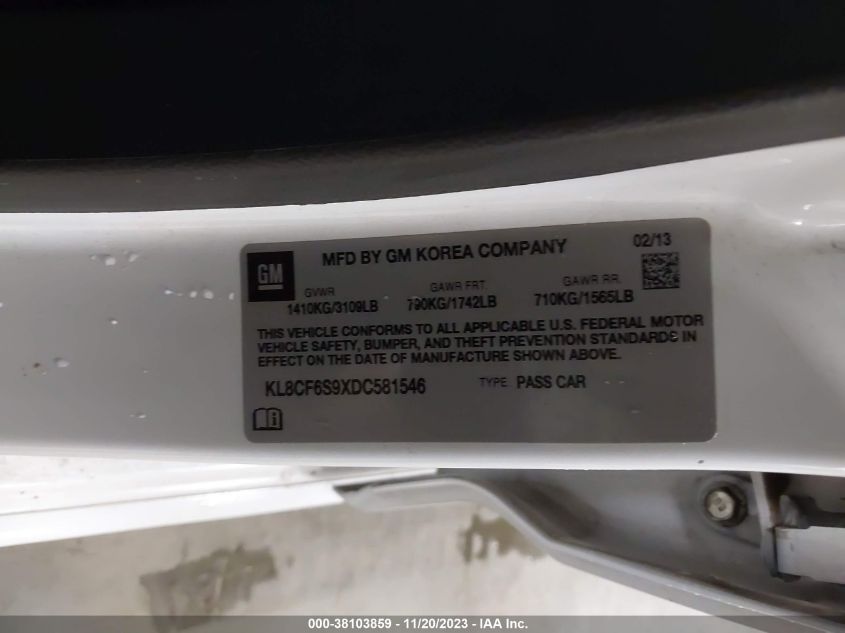 GM
MFD BY GM KOREA COMPANY
02/13
GVWR
GAWR FRT.
GAWR RR.
1410KG/3109LB
790KG/1742LB
710KG/1565LB
THIS VEHICLE CONFORMS TO ALL APPLICABLE U.S. FEDERAL MOTOR
VEHICLE SAFETY, BUMPER, AND THEFT PREVENTION STANDARDS IN
EFFECT ON THE DATE OF MANUFACTURE SHOWN ABOVE.
KL8CF6S9XDC581546
TYPE
PASS CAR
000-38103859 - 11/20/2023 - IAA Inc.